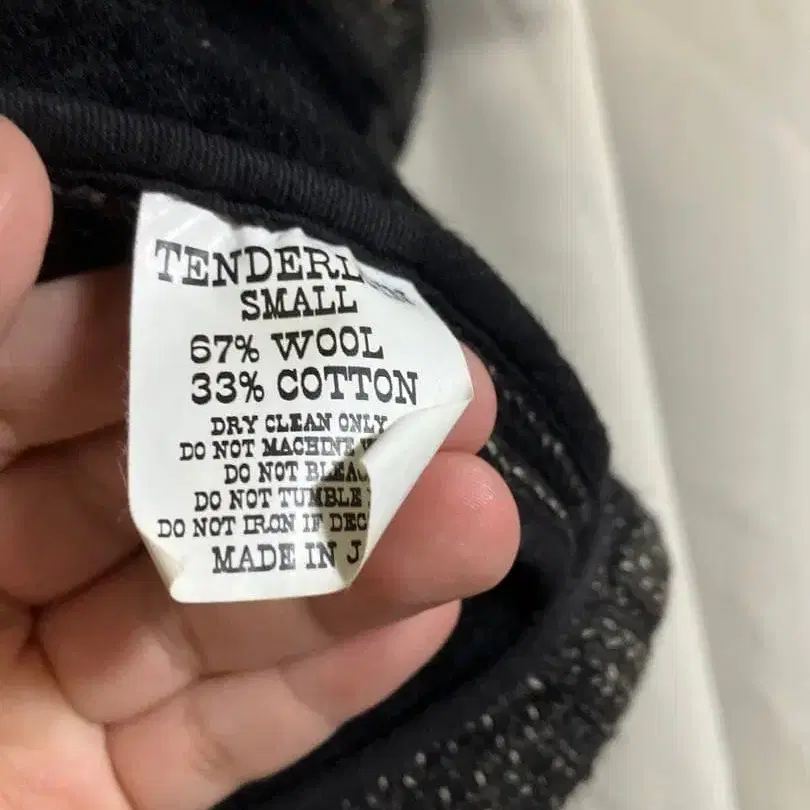 TENDERL
SMALL
67% WOOL
33% COTTON
DRY CLEAN ONLY
DO NOT MACHINE
DO NOT BLEAC
DO NOT TUMBLE
DO NOT IRON IF DEC
MADE IN J